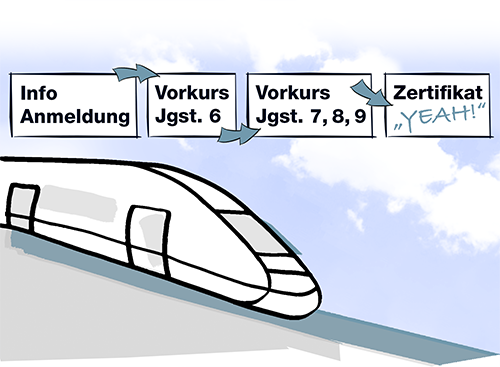 Info
Anmeldung
Vorkurs
Jgst. 6
Vorkurs
Jgst. 7, 8, 9
Zertifikat
„YEAH!“